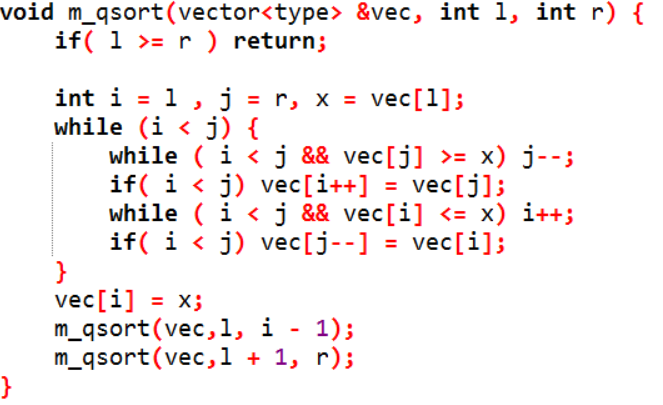 void m_qsort(vector<type> &vec, int l, int r) {
    if( l >= r ) return;

    int i = l , j = r, x = vec[l];
    while (i < j) {
        while ( i < j && vec[j] >= x) j--;
        if( i < j) vec[i++] = vec[j];
        while ( i < j && vec[i] <= x) i++;
        if( i < j) vec[j--] = vec[i];
    }
    vec[i] = x;
    m_qsort(vec,l, i - 1);
    m_qsort(vec,l + 1, r);
}